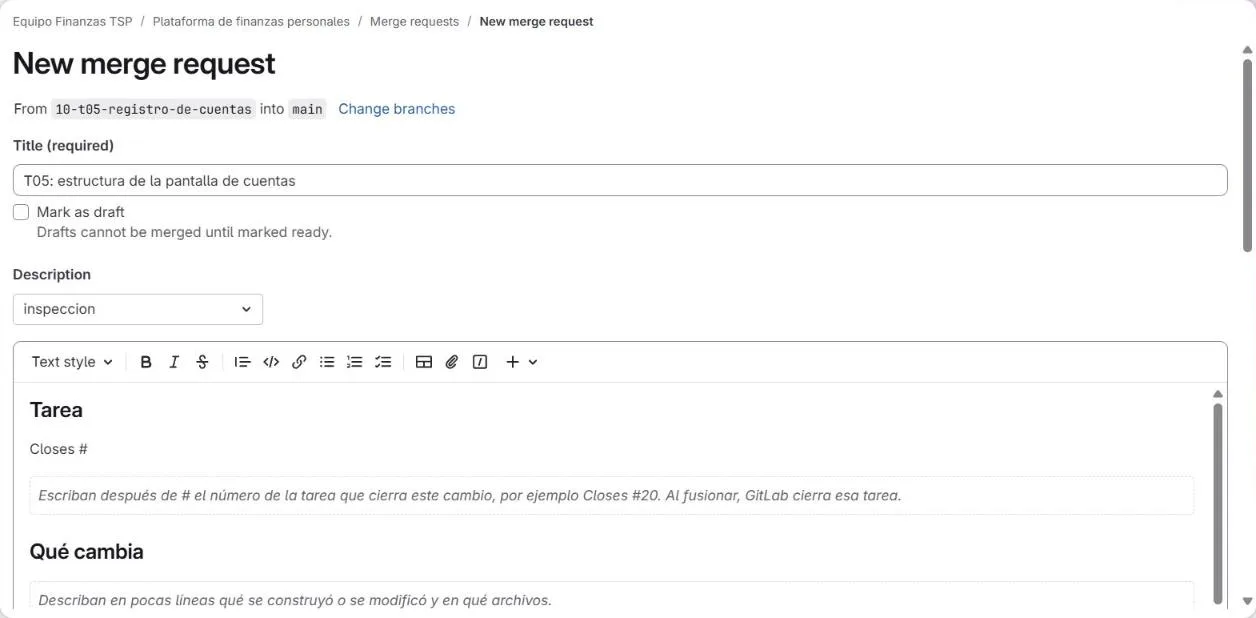 Equipo Finanzas TSP / Plataforma de finanzas personales / Merge requests / New merge request
New merge request
From 10-t05-registro-de-cuentas into main Change branches
Title (required)
T05: estructura de la pantalla de cuentas
Mark as draft
Drafts cannot be merged until marked ready.
Description
inspeccion
Text style B I S
Tarea
Closes #
Escriban después de # el número de la tarea que cierra este cambio, por ejemplo Closes #20. Al fusionar, GitLab cierra esa tarea.
Qué cambia
Describan en pocas líneas qué se construyó o se modificó y en qué archivos.